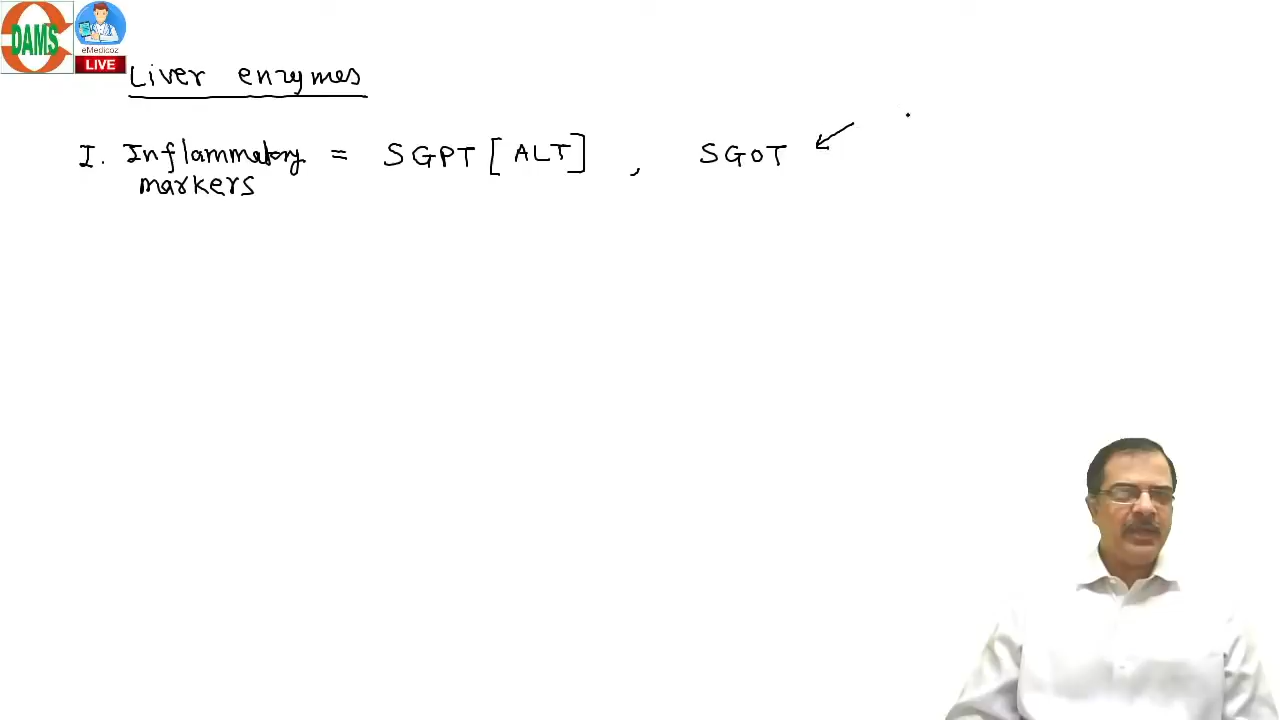 DAMS
eMedicoz
LIVE
Liver enzymes
I. Inflammatory = SGPT [ALT] , SGOT
markers